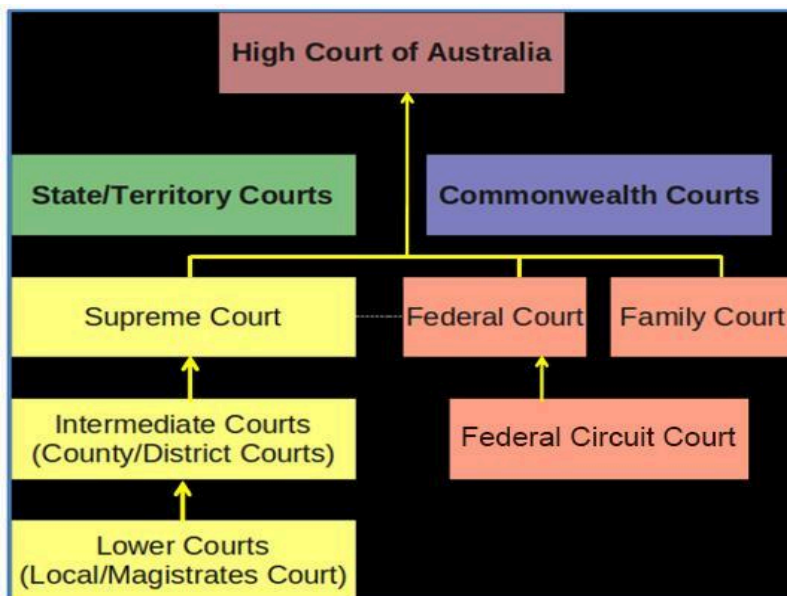 High Court of Australia
State/Territory Courts
Commonwealth Courts
Supreme Court
Federal Court
Family Court
Intermediate Courts
(County/District Courts)
Federal Circuit Court
Lower Courts
(Local/Magistrates Court)